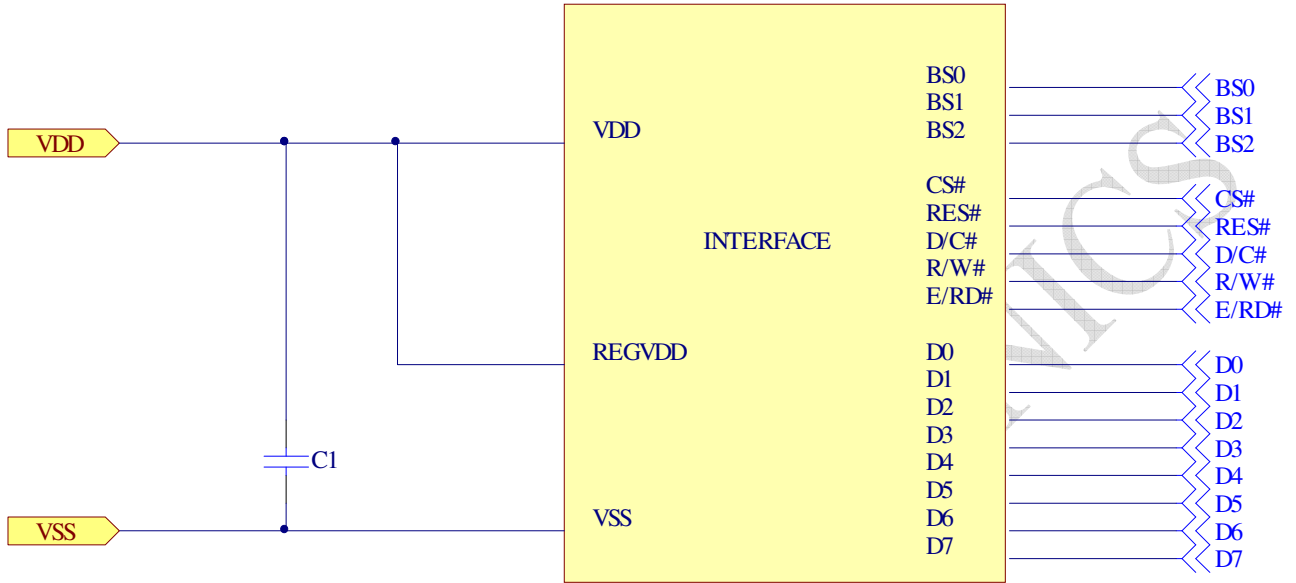 BS0 BS0
BS1 BS1
VDD VDD BS2 BS2
CS# CS#
RES# RES#
INTERFACE D/C# D/C#
R/W# R/W#
E/RD# E/RD#
REGVDD D0 D0
D1 D1
D2 D2
D3 D3
C1 D4 D4
D5 D5
VSS VSS D6 D6
D7 D7
NICS